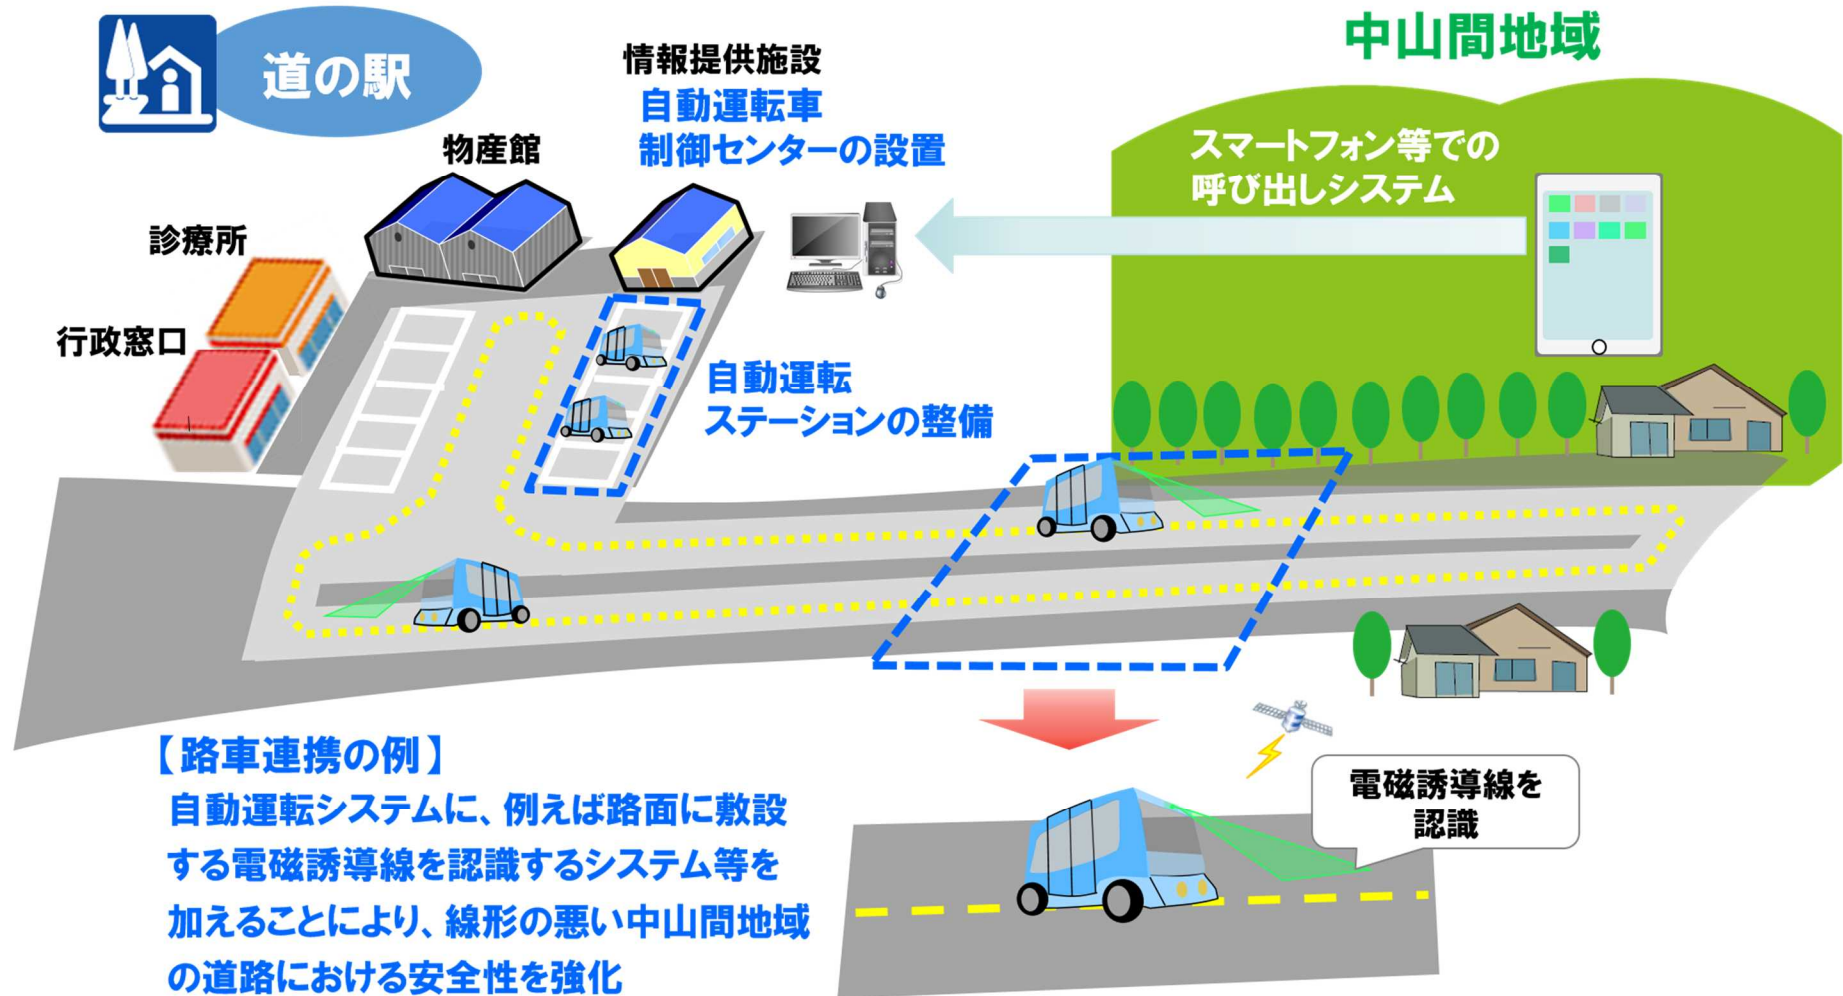 道の駅
中山間地域
情報提供施設
自動運転車
制御センターの設置
物産館
診療所
行政窓口
スマートフォン等での
呼び出しシステム
自動運転
ステーションの整備
【路車連携の例】
自動運転システムに、例えば路面に敷設
する電磁誘導線を認識するシステム等を
加えることにより、線形の悪い中山間地域
の道路における安全性を強化
電磁誘導線を
認識